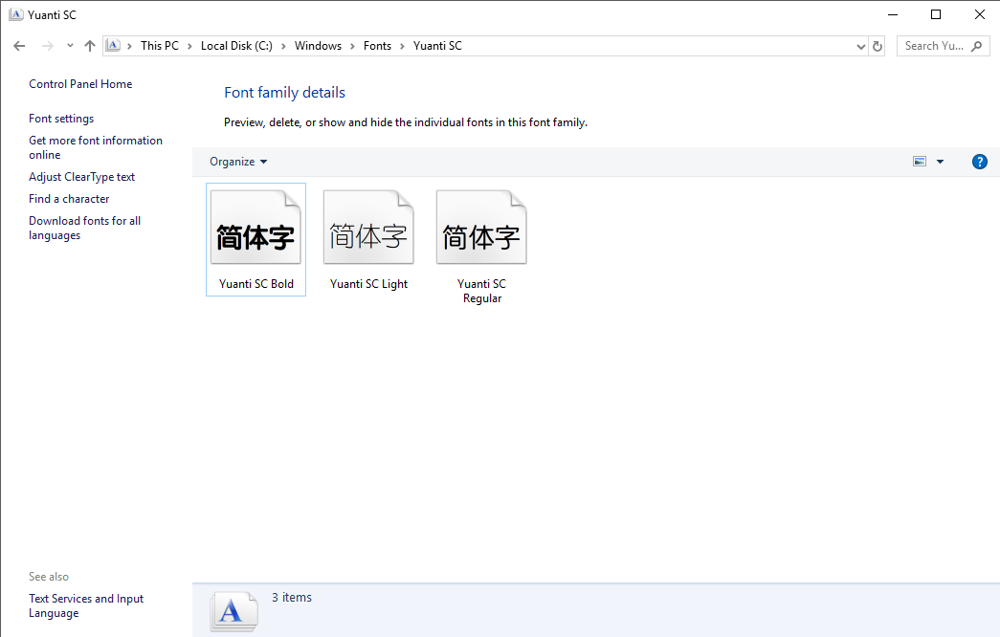 Yuanti SC
This PC > Local Disk (C:) > Windows > Fonts > Yuanti SC
Search Yu...
Control Panel Home
Font settings
Get more font information
online
Adjust ClearType text
Find a character
Download fonts for all
languages
Font family details
Preview, delete, or show and hide the individual fonts in this font family.
Organize
?
简体字
简体字
简体字
Yuanti SC Bold
Yuanti SC Light
Yuanti SC
Regular
See also
Text Services and Input
Language
A
3 items